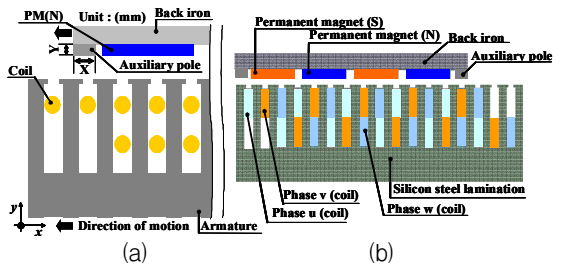 PM(N)
Unit : (mm)
Back iron
Y
X
Auxiliary pole
Coil
y
x
Direction of motion
Armature
(a)
Permanent magnet (S)
Permanent magnet (N)
Back iron
Auxiliary pole
Silicon steel lamination
Phase v (coil)
Phase u (coil)
Phase w (coil)
(b)